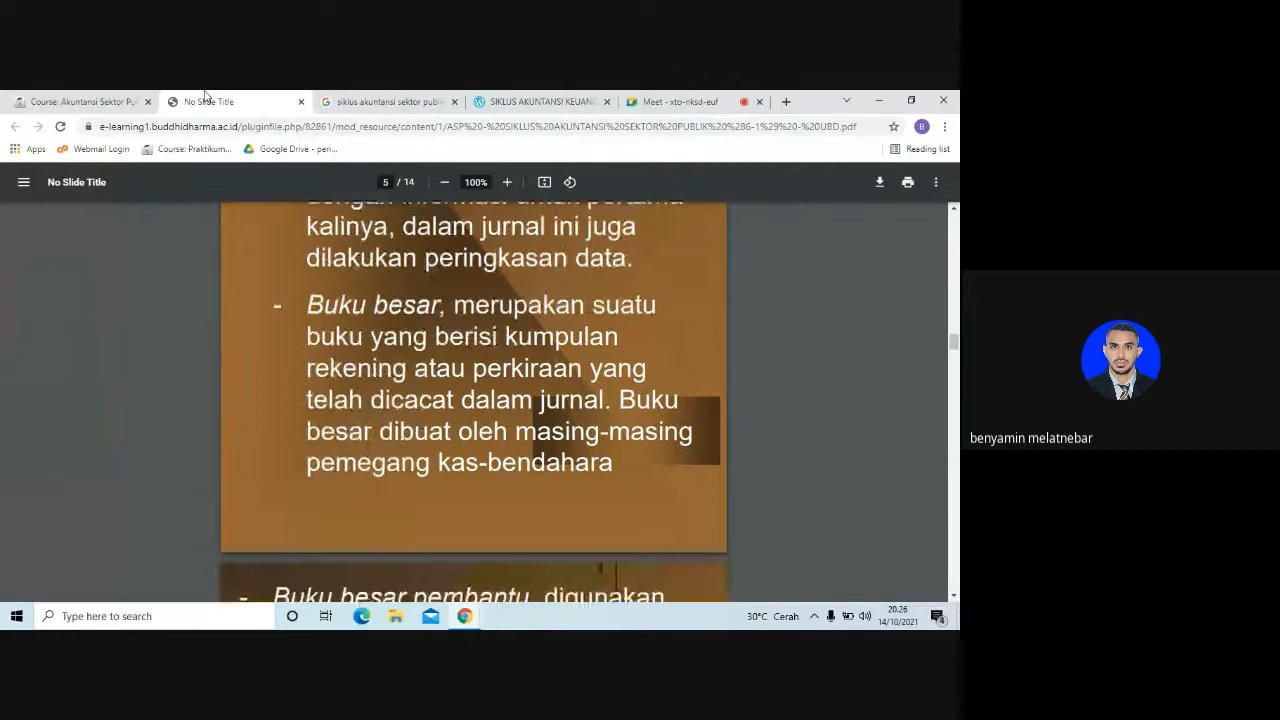 Course: Akuntansi Sektor Pu
No Slide Title
siklus akuntansi sektor publi
SIKLUS AKUNTANSI KEUAN
Meet - xto-nksd-euf
e-learning1.buddhidharma.ac.id/pluginfile.php/82861/mod_resource/content/1/ASP%20-%20SIKLUS%20AKUNTANSI%20SEKTOR%20PUBLIK%20%286-1%29%20-%20UBD.pdf
B
Apps
Webmail Login
Course: Praktikum...
Google Drive - peri...
Reading list
No Slide Title
5 / 14
100%
kalinya, dalam jurnal ini juga
dilakukan peringkasan data.
- Buku besar, merupakan suatu
buku yang berisi kumpulan
rekening atau perkiraan yang
telah dicacat dalam jurnal. Buku
besar dibuat oleh masing-masing
pemegang kas-bendahara
- Buku besar pembantu, digunakan
benyamin melatnebar
Type here to search
30°C Cerah
20.26
14/10/2021
4